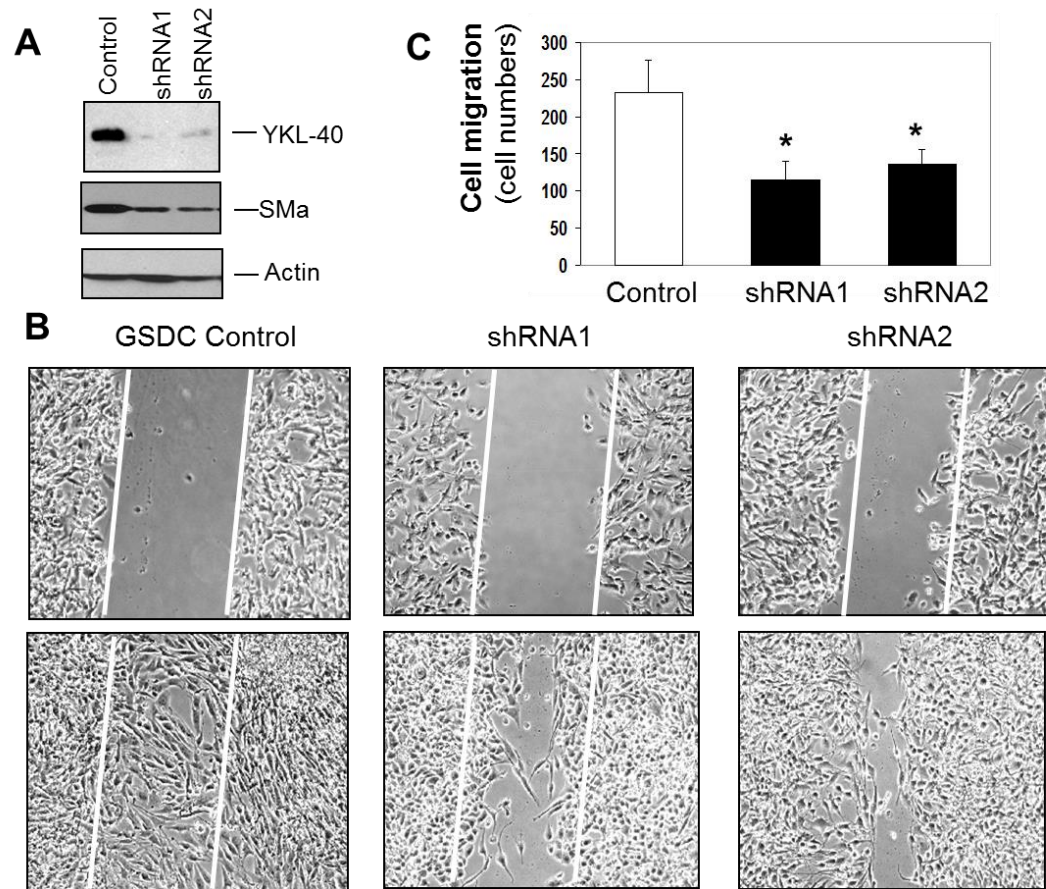 A
Control
shRNA1
shRNA2
YKL-40
SMa
Actin
C
Cell migration
(cell numbers)
300
250
200
150
100
50
0
*
*
Control
shRNA1
shRNA2
B
GSDC Control
shRNA1
shRNA2